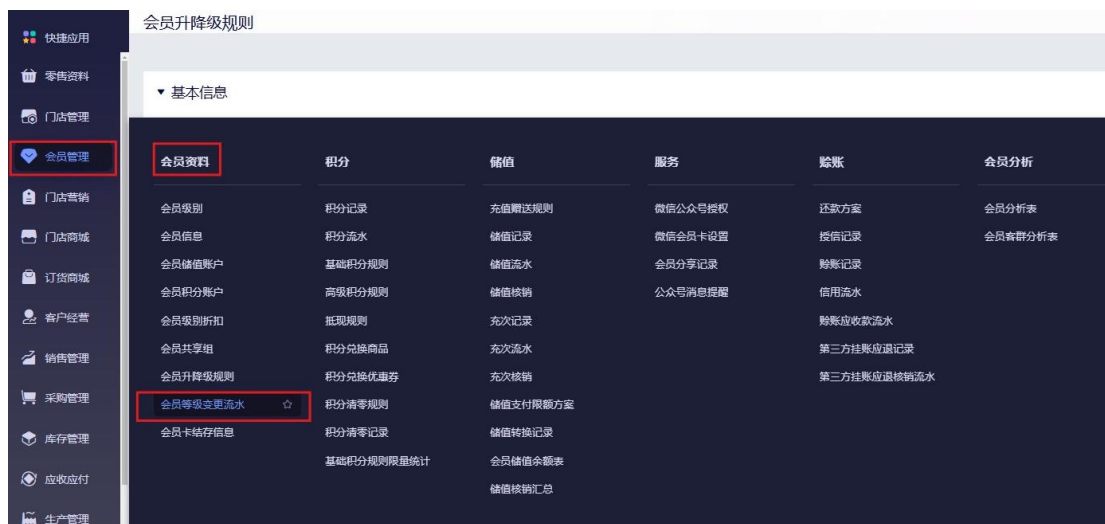 会员升降级规则
快捷应用
零售资料
门店管理
会员管理
门店营销
门店商城
订货商城
客户经营
销售管理
采购管理
库存管理
应收应付
生产管理
基本信息
会员资料
会员级别
会员信息
会员储值账户
会员积分账户
会员级别折扣
会员共享组
会员升降级规则
会员等级变更流水
会员卡结存信息
积分
积分记录
积分流水
基础积分规则
高级积分规则
抵现规则
积分兑换商品
积分兑换优惠券
积分清零规则
积分清零记录
基础积分规则限量统计
储值
充值赠送规则
储值记录
储值流水
储值核销
充次记录
充次流水
充次核销
储值支付限额方案
储值转换记录
会员储值余额表
储值核销汇总
服务
微信公众号授权
微信会员卡设置
会员分享记录
公众号消息提醒
赊账
还款方案
授信记录
赊账记录
信用流水
赊账应收款流水
第三方挂账应退记录
第三方挂账应退核销流水
会员分析
会员分析表
会员客群分析表